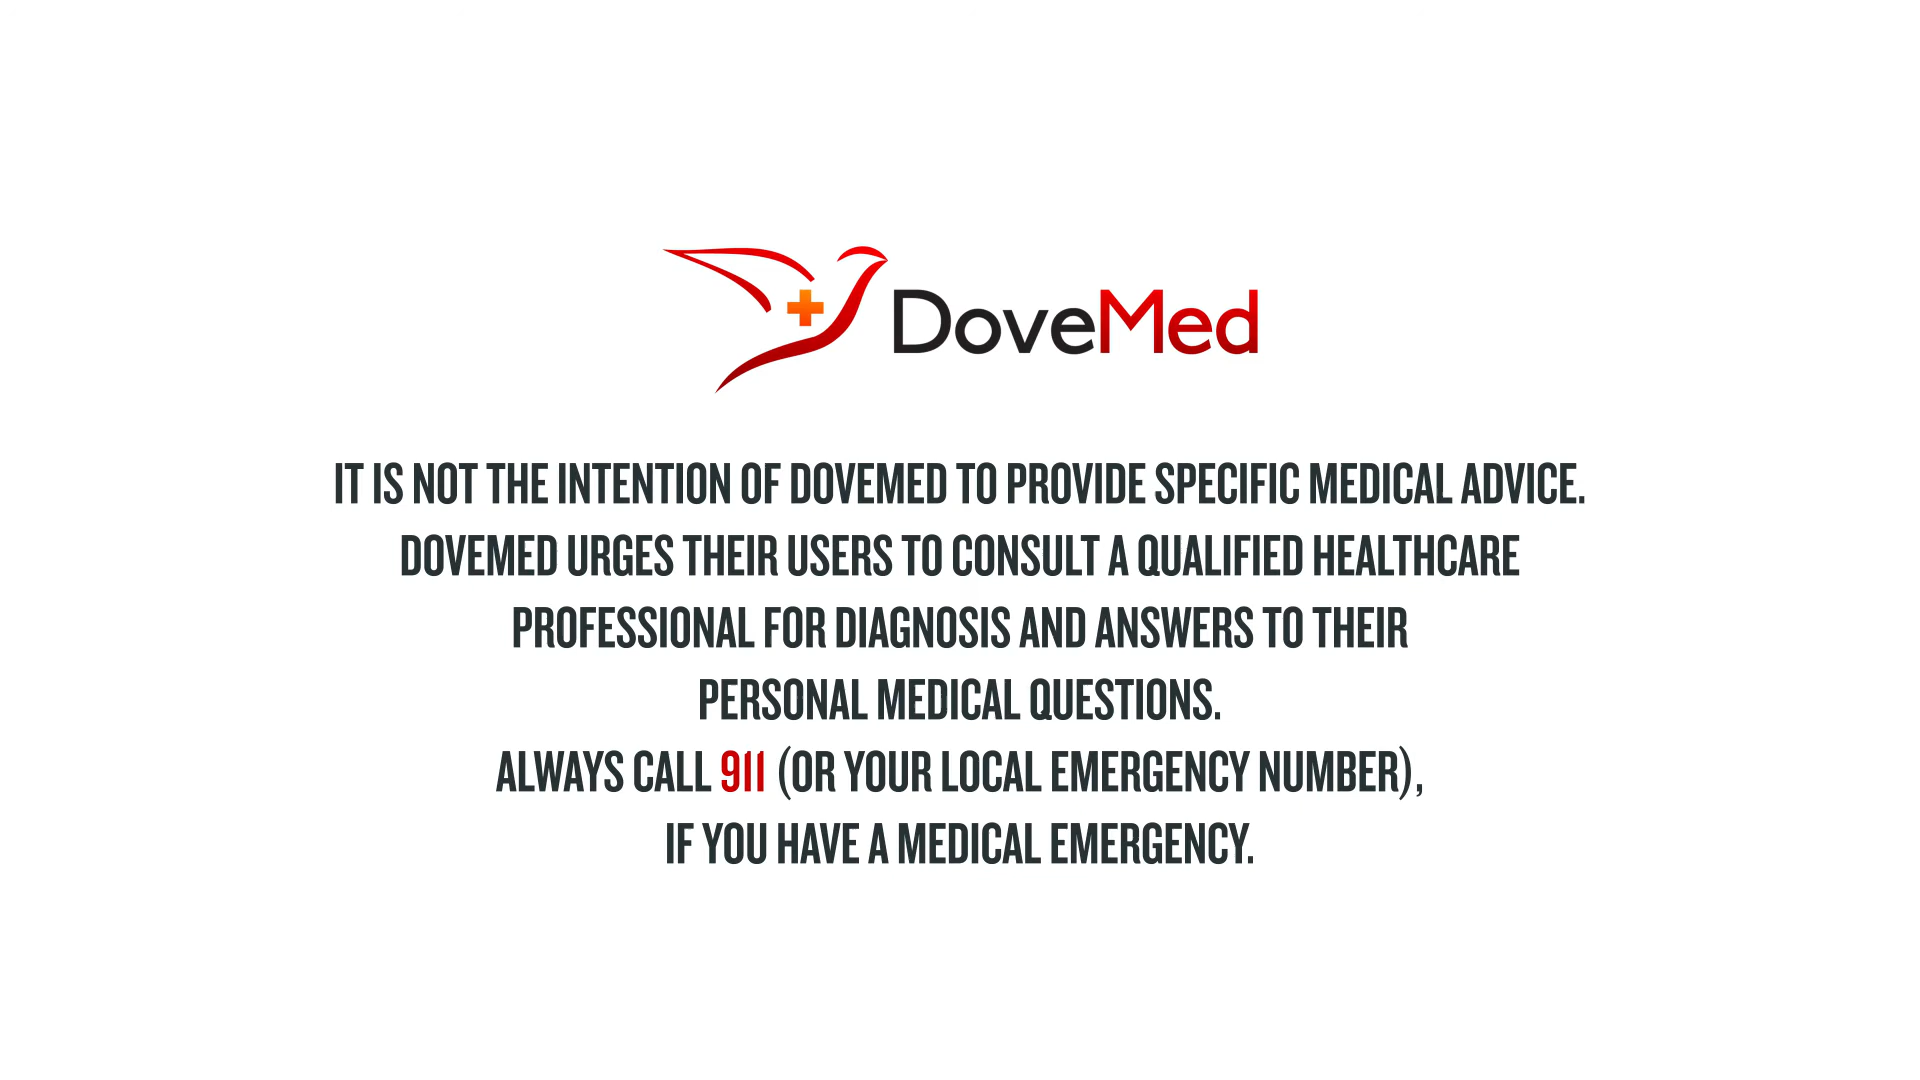 DoveMed
IT IS NOT THE INTENTION OF DOVEMED TO PROVIDE SPECIFIC MEDICAL ADVICE.
DOVEMED URGES THEIR USERS TO CONSULT A QUALIFIED HEALTHCARE
PROFESSIONAL FOR DIAGNOSIS AND ANSWERS TO THEIR
PERSONAL MEDICAL QUESTIONS.
ALWAYS CALL 911 (OR YOUR LOCAL EMERGENCY NUMBER),
IF YOU HAVE A MEDICAL EMERGENCY.